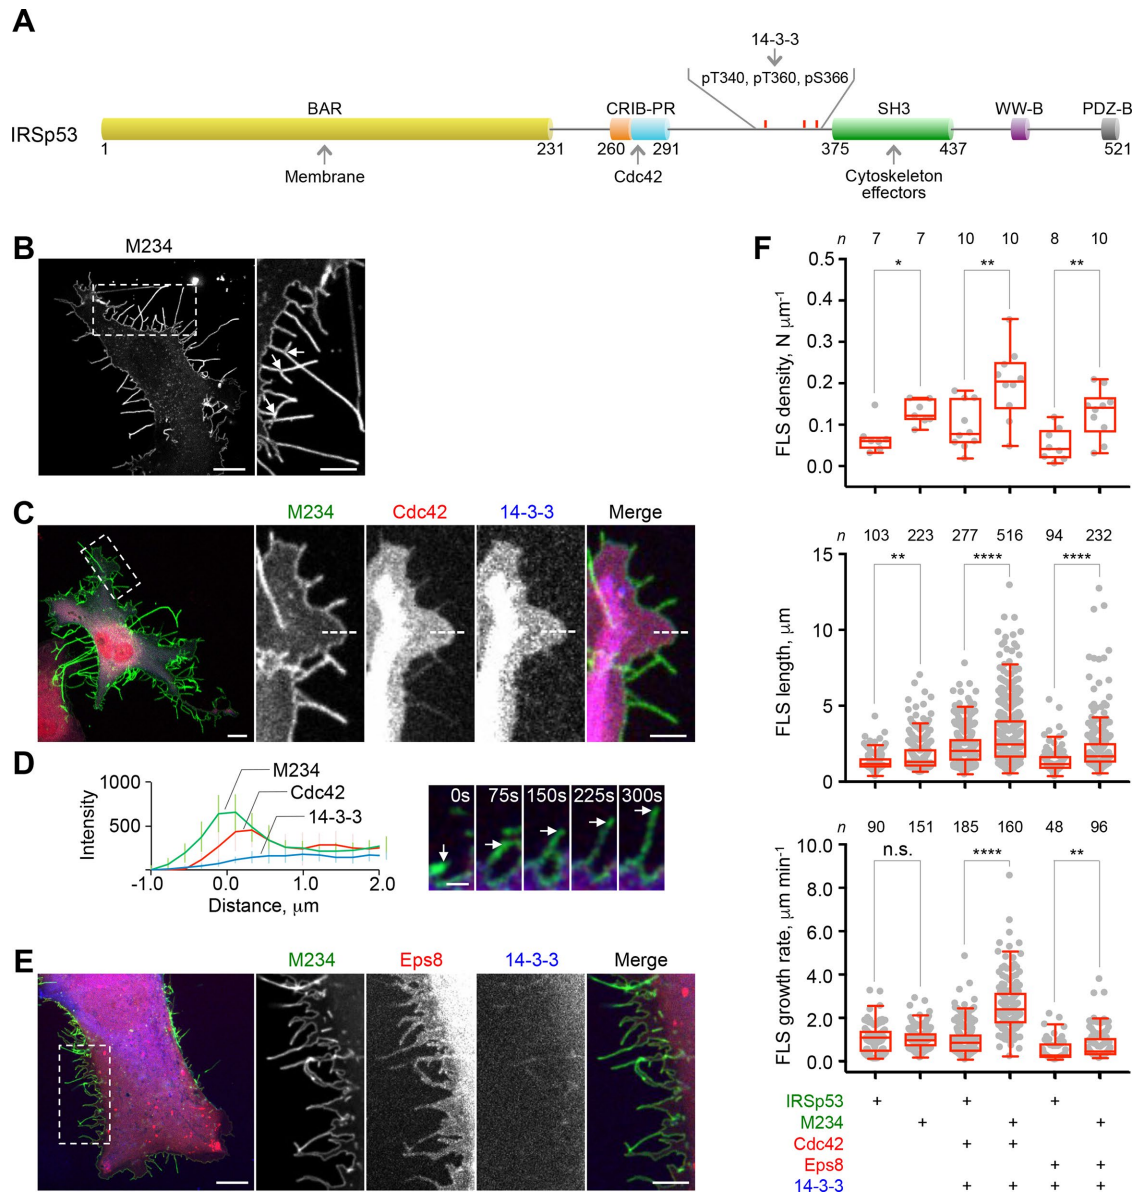 A
14-3-3
pT340, pT360, pS366
BAR
CRIB-PR
SH3
WW-B
PDZ-B
IRSp53
1
231
260
291
375
437
521
Membrane
Cdc42
Cytoskeleton
effectors
B
M234
C
M234
Cdc42
14-3-3
Merge
D
1000
500
Intensity
M234
Cdc42
14-3-3
-1.0
0.0
1.0
2.0
Distance, μm
0s
75s
150s
225s
300s
E
M234
Eps8
14-3-3
Merge
F
n 7 7 10 10 8 10
* ** **
0.5
0.4
0.3
0.2
0.1
0.0
FLS density, N μm-1
n 103 223 277 516 94 232
** **** ****
15
10
5
0
FLS length, μm
n 90 151 185 160 48 96
n.s. **** **
10.0
8.0
6.0
4.0
2.0
0.0
FLS growth rate, μm min-1
IRSp53 + + +
M234 + + +
Cdc42 + +
Eps8 + +
14-3-3 + + + +